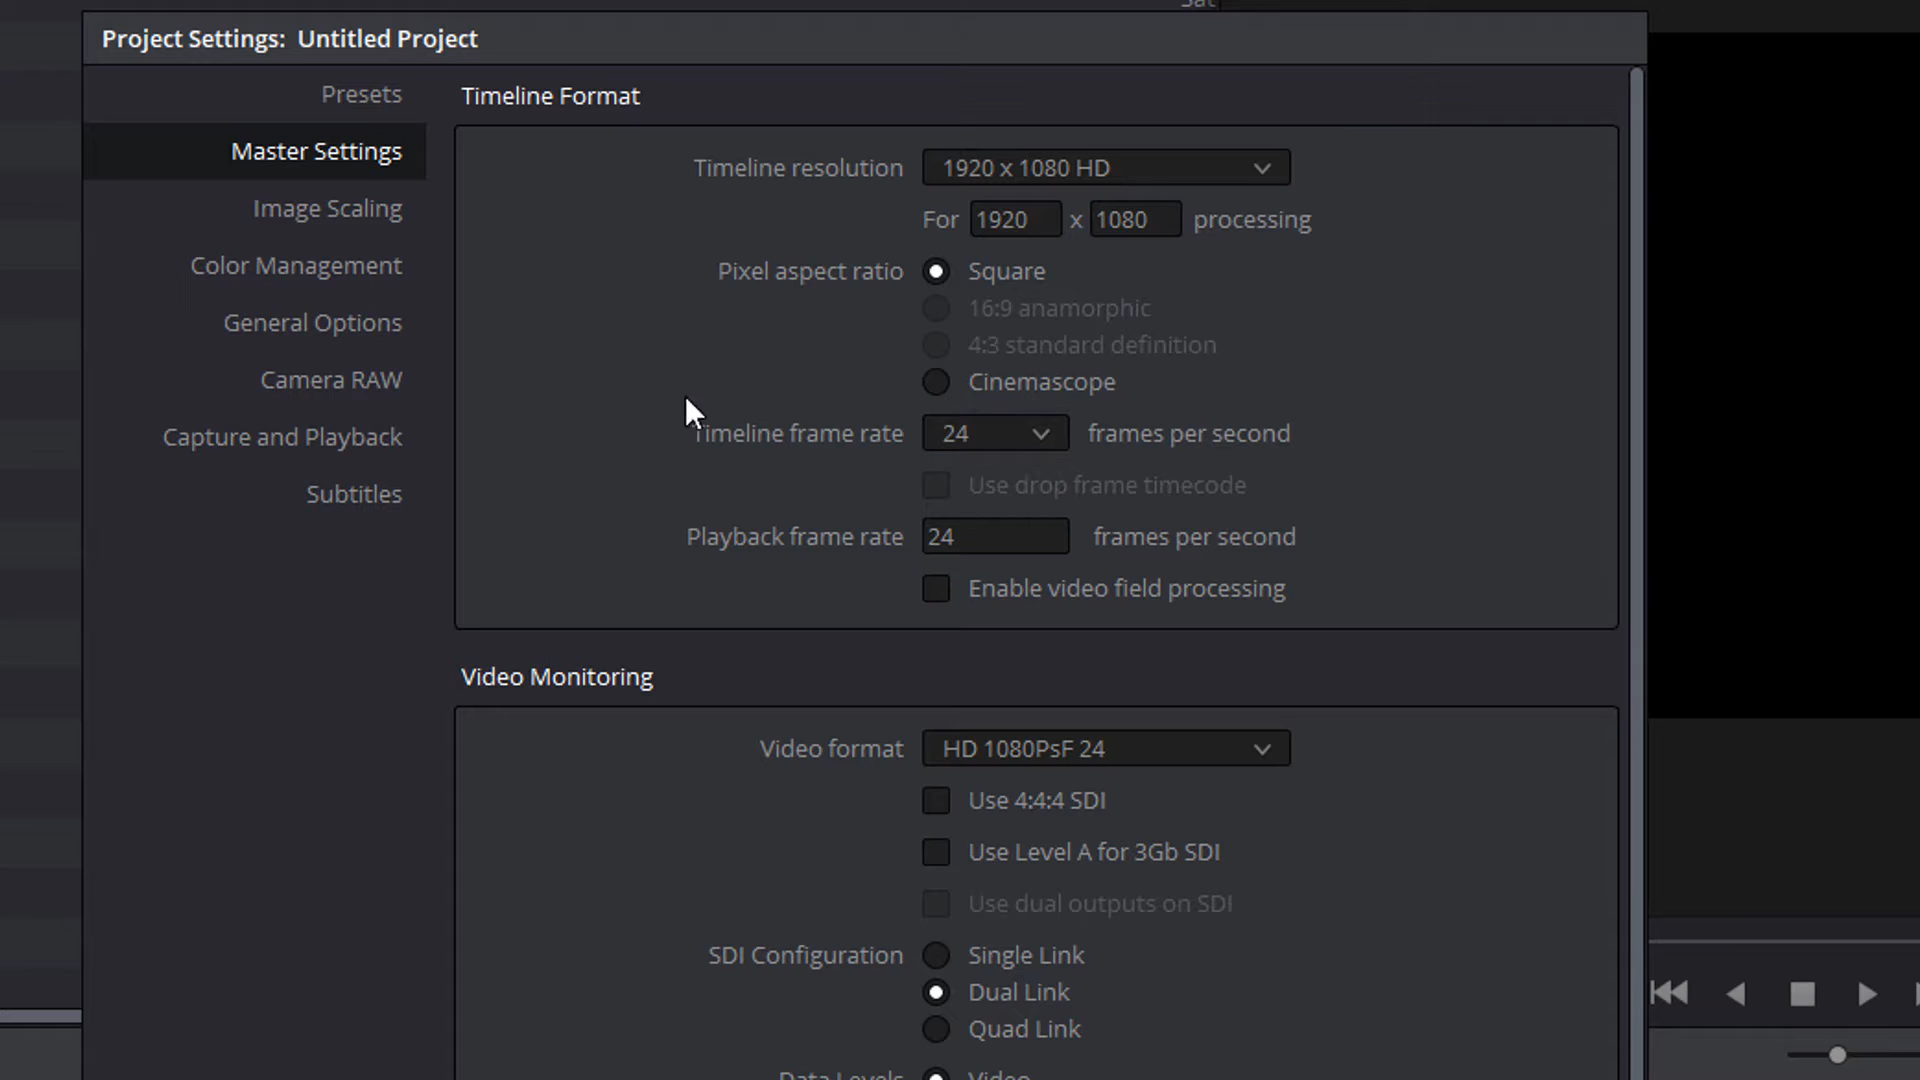 Sat
Project Settings: Untitled Project
Presets
Master Settings
Image Scaling
Color Management
General Options
Camera RAW
Capture and Playback
Subtitles
Timeline Format
Timeline resolution 1920 x 1080 HD
For 1920 x 1080 processing
Pixel aspect ratio Square
16:9 anamorphic
4:3 standard definition
Cinemascope
Timeline frame rate 24 frames per second
Use drop frame timecode
Playback frame rate 24 frames per second
Enable video field processing
Video Monitoring
Video format HD 1080PsF 24
Use 4:4:4 SDI
Use Level A for 3Gb SDI
Use dual outputs on SDI
SDI Configuration Single Link
Dual Link
Quad Link
Data Levels Video